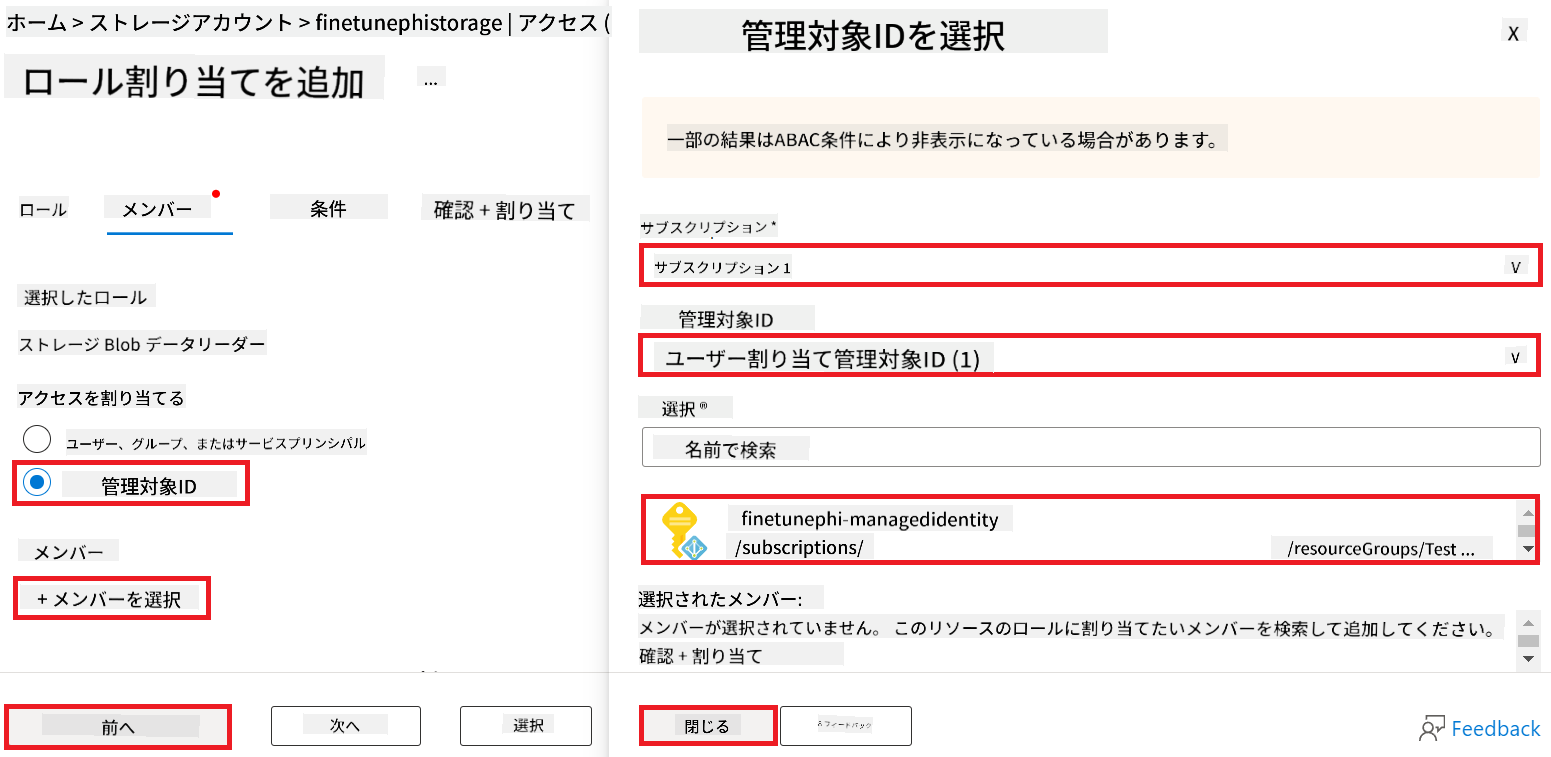 ホーム > ストレージアカウント > finetunephistorage | アクセス (
ロール割り当てを追加
...
ロール
メンバー
条件
確認 + 割り当て
選択したロール
ストレージ Blob データリーダー
アクセスを割り当てる
ユーザー、グループ、またはサービスプリンシパル
管理対象ID
メンバー
+ メンバーを選択
前へ
次へ
選択
管理対象IDを選択
X
一部の結果はABAC条件により非表示になっている場合があります。
サブスクリプション *
サブスクリプション 1
V
管理対象ID
ユーザー割り当て管理対象ID (1)
V
選択 ®
名前で検索
finetunephi-managedidentity
/subscriptions/ /resourceGroups/Test ...
選択されたメンバー:
メンバーが選択されていません。 このリソースのロールに割り当てたいメンバーを検索して追加してください。
確認 + 割り当て
閉じる
Feedback